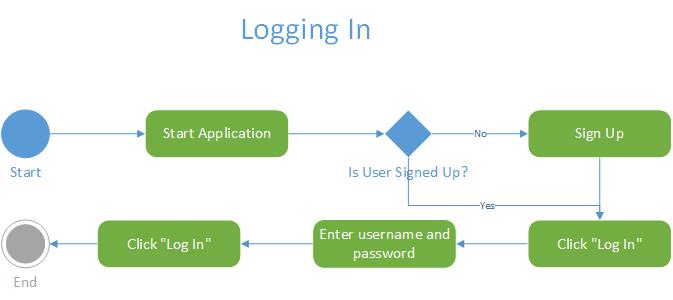 Logging In
Start Application
No
Sign Up
Start
Is User Signed Up?
Yes
Click "Log In"
Enter username and
password
Click "Log In"
End